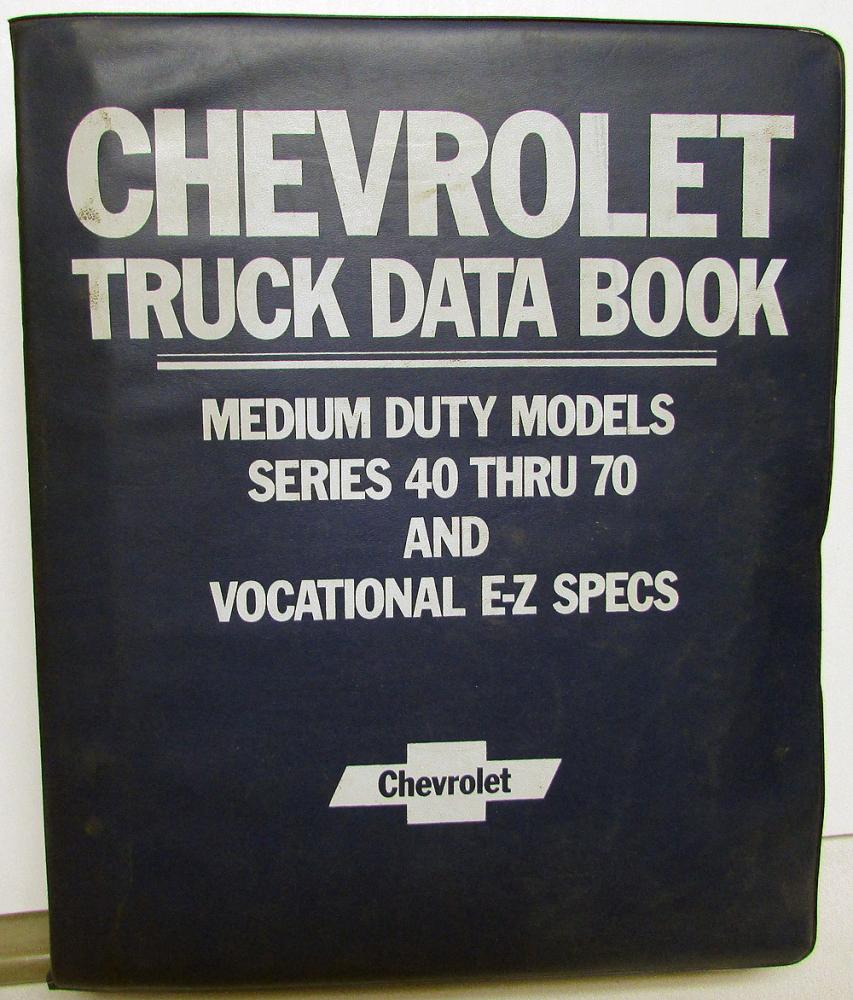 CHEVROLET
TRUCK DATA BOOK
MEDIUM DUTY MODELS
SERIES 40 THRU 70
AND
VOCATIONAL E-Z SPECS
Chevrolet